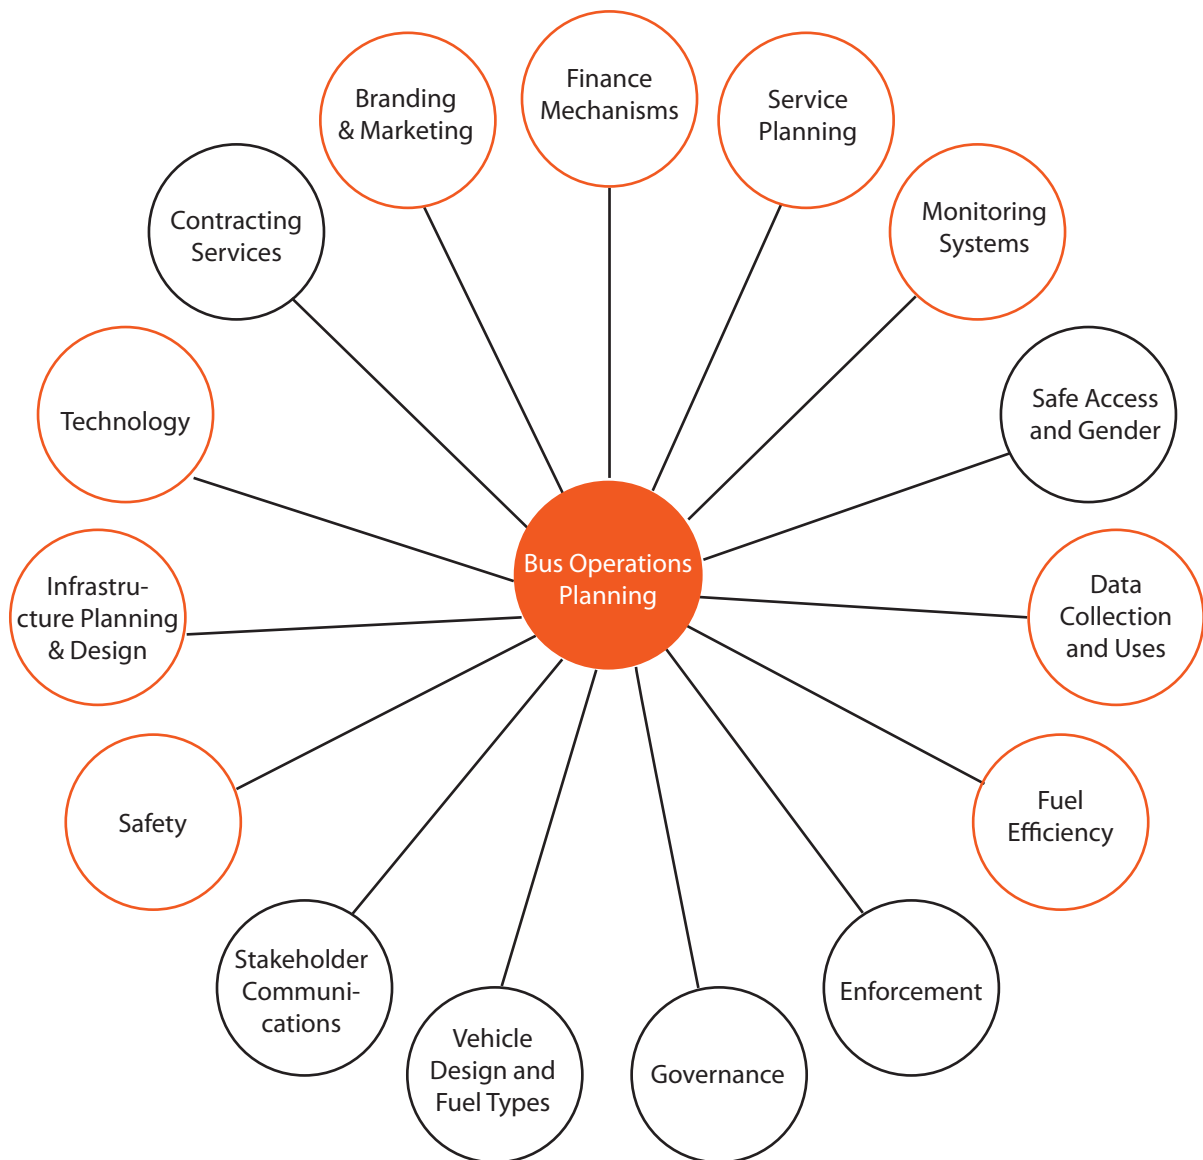 Finance
Mechanisms
Branding
& Marketing
Service
Planning
Contracting
Services
Monitoring
Systems
Technology
Safe Access
and Gender
Bus Operations
Planning
Infrastru-
cture Planning
& Design
Data
Collection
and Uses
Safety
Fuel
Efficiency
Stakeholder
Communi-
cations
Enforcement
Vehicle
Design and
Fuel Types
Governance